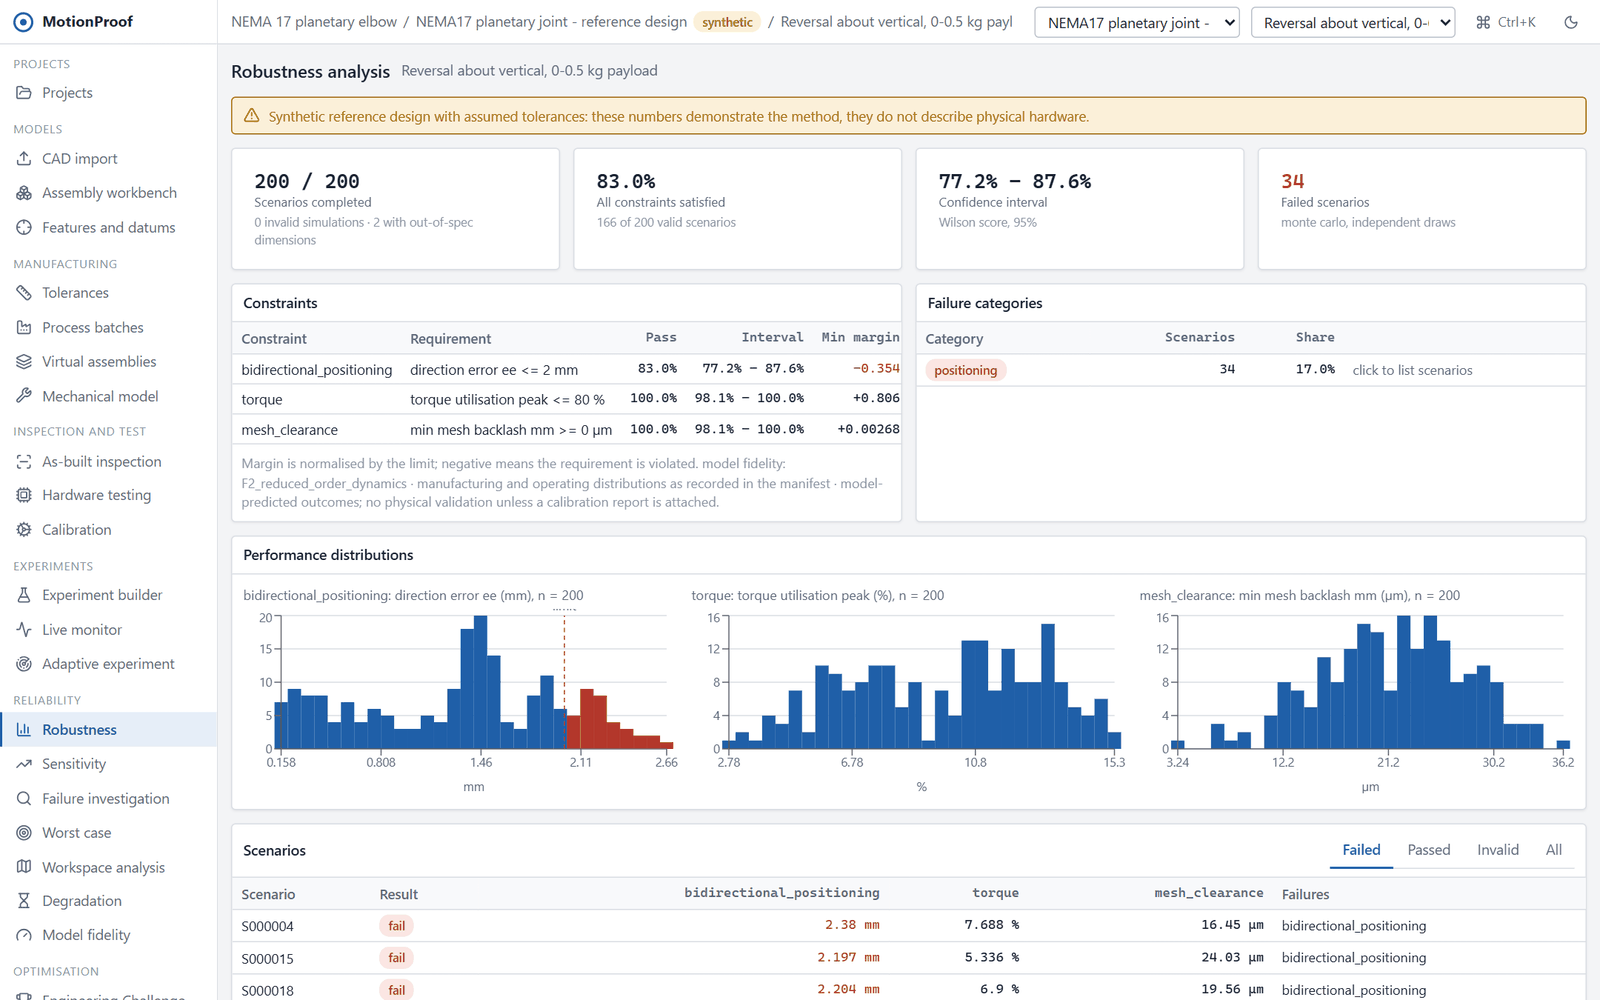 MotionProof
NEMA 17 planetary elbow / NEMA17 planetary joint - reference design synthetic / Reversal about vertical, 0-0.5 kg payl
NEMA17 planetary joint -
Reversal about vertical, 0-
Ctrl+K
PROJECTS
Projects
MODELS
CAD import
Assembly workbench
Features and datums
MANUFACTURING
Tolerances
Process batches
Virtual assemblies
Mechanical model
INSPECTION AND TEST
As-built inspection
Hardware testing
Calibration
EXPERIMENTS
Experiment builder
Live monitor
Adaptive experiment
RELIABILITY
Robustness
Sensitivity
Failure investigation
Worst case
Workspace analysis
Degradation
Model fidelity
OPTIMISATION
Engineering Challenge
Robustness analysis Reversal about vertical, 0-0.5 kg payload
Synthetic reference design with assumed tolerances: these numbers demonstrate the method, they do not describe physical hardware.
200 / 200
Scenarios completed
0 invalid simulations · 2 with out-of-spec
dimensions
83.0%
All constraints satisfied
166 of 200 valid scenarios
77.2% – 87.6%
Confidence interval
Wilson score, 95%
34
Failed scenarios
monte carlo, independent draws
Constraints
Constraint Requirement Pass Interval Min margin
bidirectional_positioning direction error ee <= 2 mm 83.0% 77.2% – 87.6% −0.354
torque torque utilisation peak <= 80 % 100.0% 98.1% – 100.0% +0.806
mesh_clearance min mesh backlash mm >= 0 µm 100.0% 98.1% – 100.0% +0.00268
Margin is normalised by the limit; negative means the requirement is violated. model fidelity:
F2_reduced_order_dynamics · manufacturing and operating distributions as recorded in the manifest · model-
predicted outcomes; no physical validation unless a calibration report is attached.
Failure categories
Category Scenarios Share
positioning 34 17.0% click to list scenarios
Performance distributions
bidirectional_positioning: direction error ee (mm), n = 200
20
15
10
5
0
0.158 0.808 1.46 2.11 2.66
mm
torque: torque utilisation peak (%), n = 200
16
12
8
4
0
2.78 6.78 10.8 15.3
%
mesh_clearance: min mesh backlash mm (µm), n = 200
16
12
8
4
0
3.24 12.2 21.2 30.2 36.2
µm
Scenarios
Failed Passed Invalid All
Scenario Result bidirectional_positioning torque mesh_clearance Failures
S000004 fail 2.38 mm 7.688 % 16.45 µm bidirectional_positioning
S000015 fail 2.197 mm 5.336 % 24.03 µm bidirectional_positioning
S000018 fail 2.204 mm 6.9 % 19.56 µm bidirectional_positioning